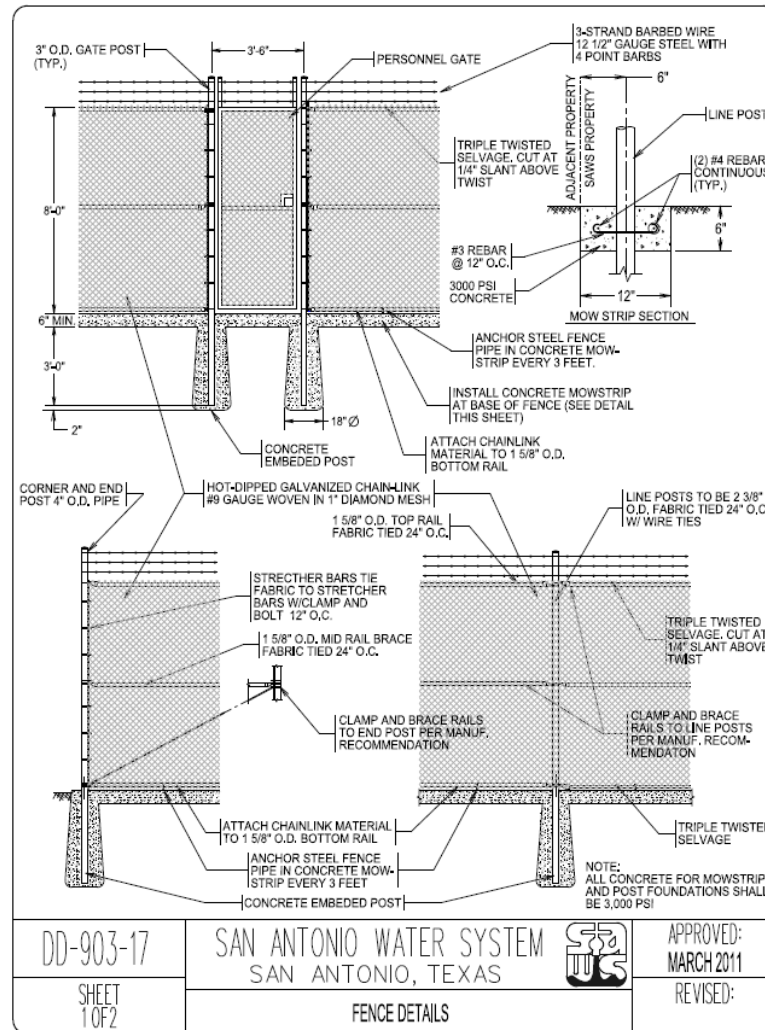 3" O.D. GATE POST
(TYP.)
3'-6"
PERSONNEL GATE
3-STRAND BARBED WIRE
12 1/2" GAUGE STEEL WITH
4 POINT BARBS
8'-0"
6" MIN.
3'-0"
2"
18" Ø
TRIPLE TWISTED
SELVAGE. CUT AT
1/4" SLANT ABOVE
TWIST
ADJACENT PROPERTY
SAWS PROPERTY
6"
LINE POST
(2) #4 REBAR
CONTINUOUS
(TYP.)
6"
#3 REBAR
@ 12" O.C.
3000 PSI
CONCRETE
12"
MOW STRIP SECTION
ANCHOR STEEL FENCE
PIPE IN CONCRETE MOW-
STRIP EVERY 3 FEET.
INSTALL CONCRETE MOWSTRIP
AT BASE OF FENCE (SEE DETAIL
THIS SHEET)
CONCRETE
EMBEDED POST
ATTACH CHAINLINK
MATERIAL TO 1 5/8" O.D.
BOTTOM RAIL
CORNER AND END
POST 4" O.D. PIPE
HOT-DIPPED GALVANIZED CHAIN-LINK
#9 GAUGE WOVEN IN 1" DIAMOND MESH
1 5/8" O.D. TOP RAIL
FABRIC TIED 24" O.C.
LINE POSTS TO BE 2 3/8"
O.D. FABRIC TIED 24" O.C.
W/ WIRE TIES
STRECTHER BARS TIE
FABRIC TO STRETCHER
BARS W/CLAMP AND
BOLT 12" O.C.
1 5/8" O.D. MID RAIL BRACE
FABRIC TIED 24" O.C.
CLAMP AND BRACE RAILS
TO END POST PER MANUF.
RECOMMENDATION
TRIPLE TWISTED
SELVAGE. CUT AT
1/4" SLANT ABOVE
TWIST
CLAMP AND BRACE
RAILS TO LINE POSTS
PER MANUF. RECOM-
MENDATON
ATTACH CHAINLINK MATERIAL
TO 1 5/8" O.D. BOTTOM RAIL
ANCHOR STEEL FENCE
PIPE IN CONCRETE MOW-
STRIP EVERY 3 FEET
CONCRETE EMBEDED POST
TRIPLE TWISTED
SELVAGE
NOTE:
ALL CONCRETE FOR MOWSTRIP
AND POST FOUNDATIONS SHALL
BE 3,000 PSI
DD-903-17
SHEET
1 OF 2
SAN ANTONIO WATER SYSTEM
SAN ANTONIO, TEXAS
SAWS
FENCE DETAILS
APPROVED:
MARCH 2011
REVISED: